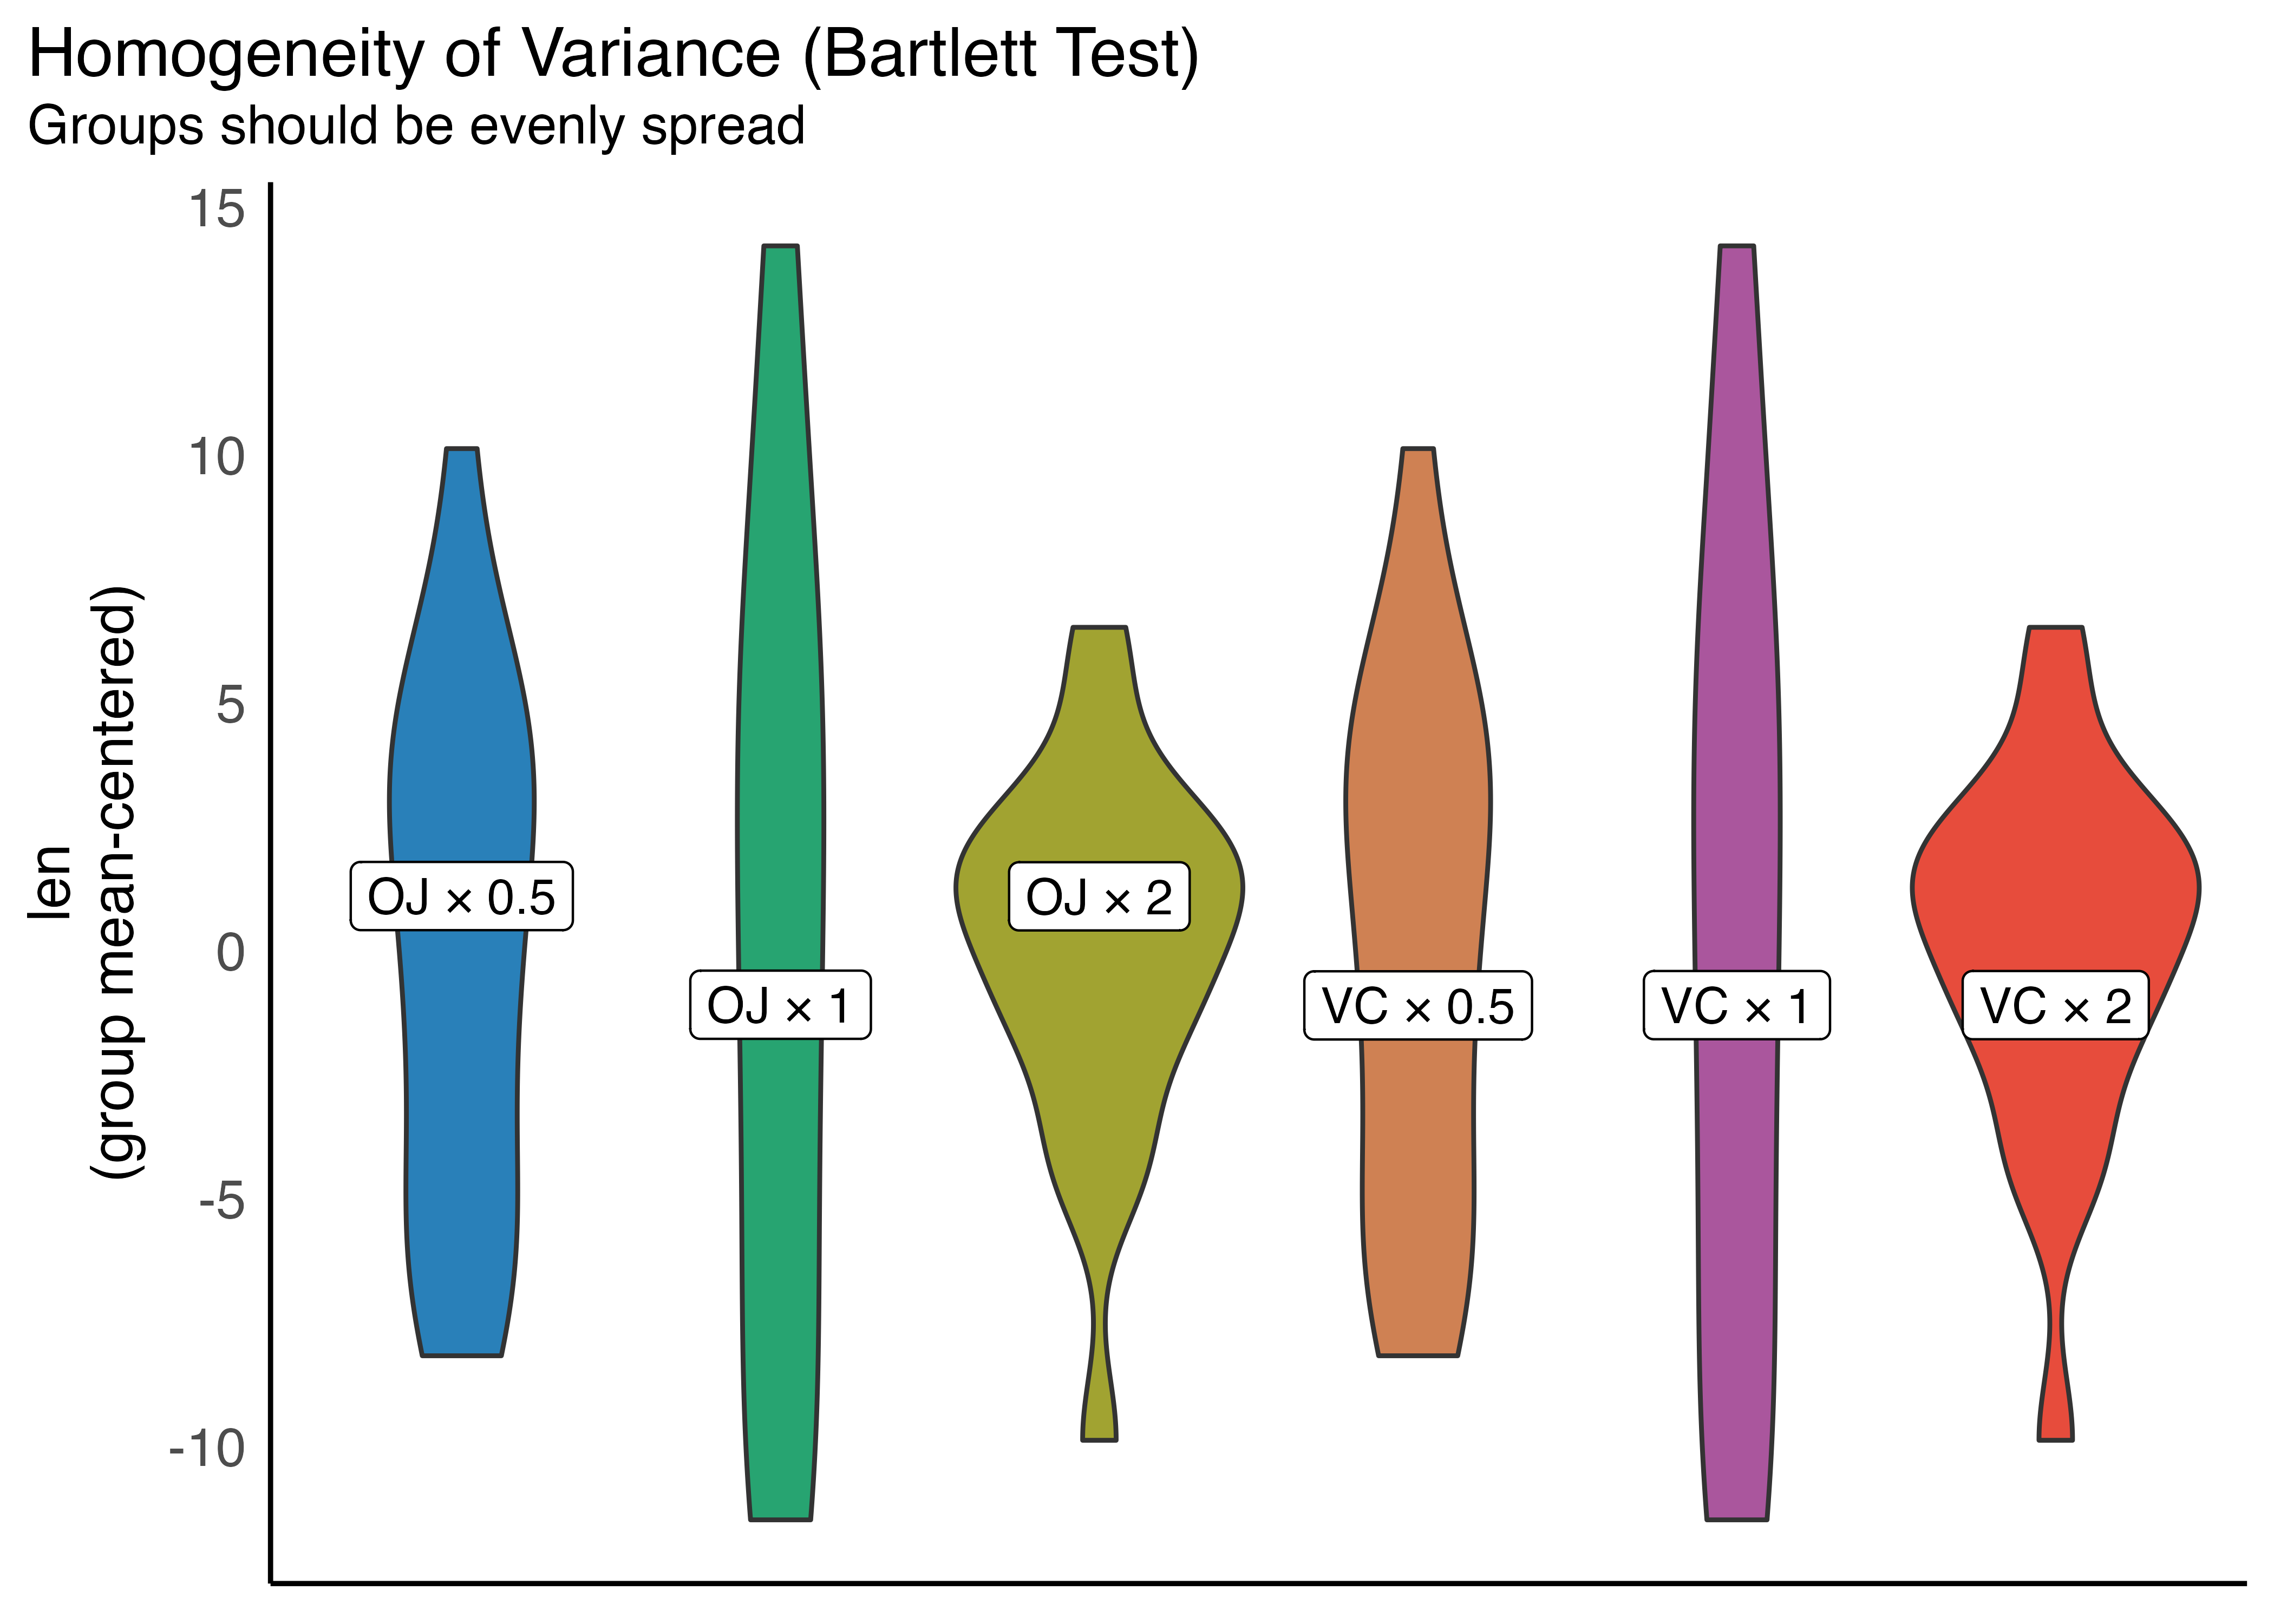 Homogeneity of Variance (Bartlett Test)
Groups should be evenly spread
15
10
5
0
-5
-10
len
(group mean-centered)
OJ × 0.5
OJ × 1
OJ × 2
VC × 0.5
VC × 1
VC × 2